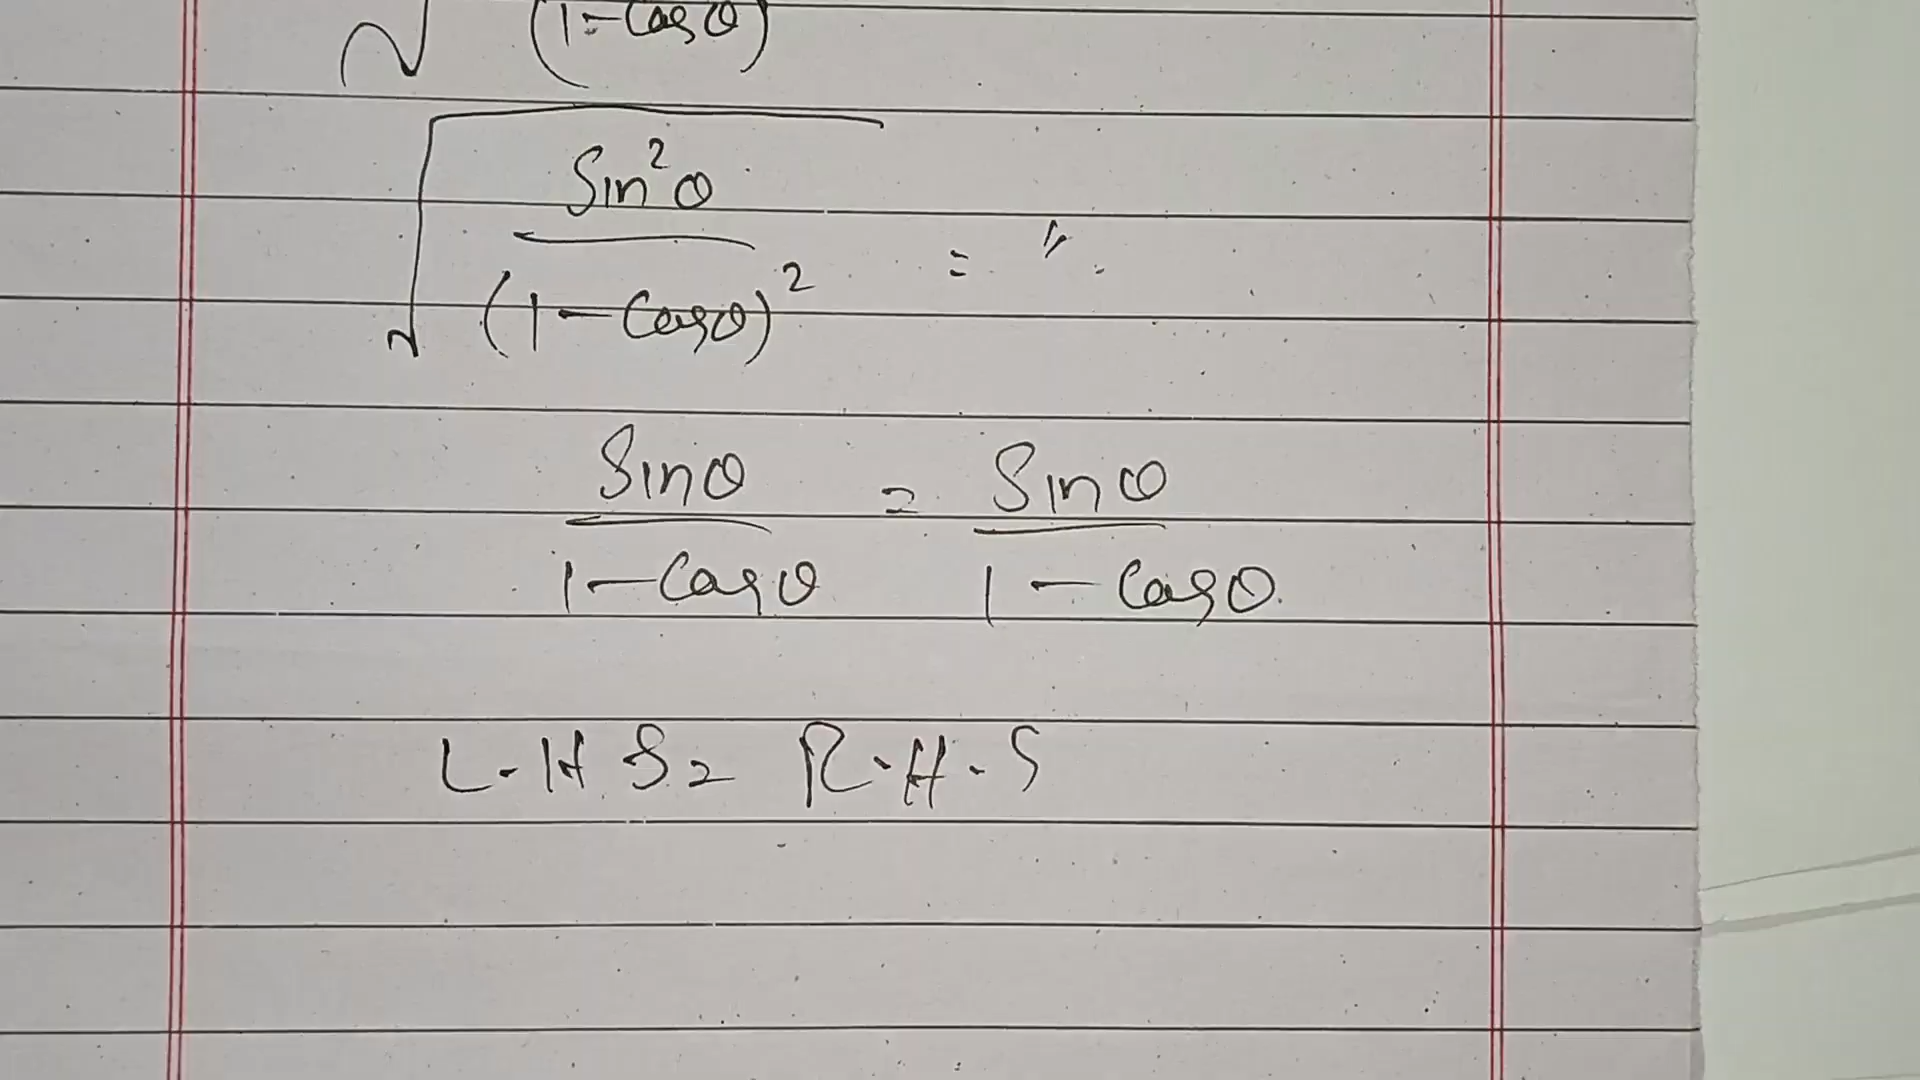 √ (1-Cosθ)
√ Sin²θ
(1-Cosθ)² = ″.
Sinθ = Sinθ
1-Cosθ 1-Cosθ.
L.H.S = R.H.S